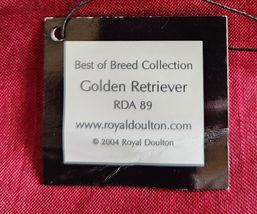 Best of Breed Collection
Golden Retriever
RDA 89
www.royaldoulton.com
© 2004 Royal Doulton